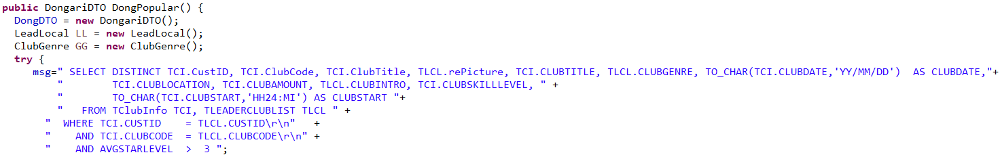 public DongariDTO DongPopular() {
  DongDTO = new DongariDTO();
  LeadLocal LL = new LeadLocal();
  ClubGenre GG = new ClubGenre();
  try {
     msg=" SELECT DISTINCT TCI.CustID, TCI.ClubCode, TCI.ClubTitle, TLCL.rePicture, TCI.CLUBTITLE, TLCL.CLUBGENRE, TO_CHAR(TCI.CLUBDATE,'YY/MM/DD')  AS CLUBDATE,"+
         "        TCI.CLUBLOCATION, TCI.CLUBAMOUNT, TLCL.CLUBINTRO, TCI.CLUBSKILLLEVEL, " +
         "        TO_CHAR(TCI.CLUBSTART,'HH24:MI') AS CLUBSTART "+
         "   FROM TClubInfo TCI, TLEADERCLUBLIST TLCL " +
       "  WHERE TCI.CUSTID    = TLCL.CUSTID\r\n"   +
       "    AND TCI.CLUBCODE  = TLCL.CLUBCODE\r\n" +
       "    AND AVGSTARLEVEL  >  3 ";